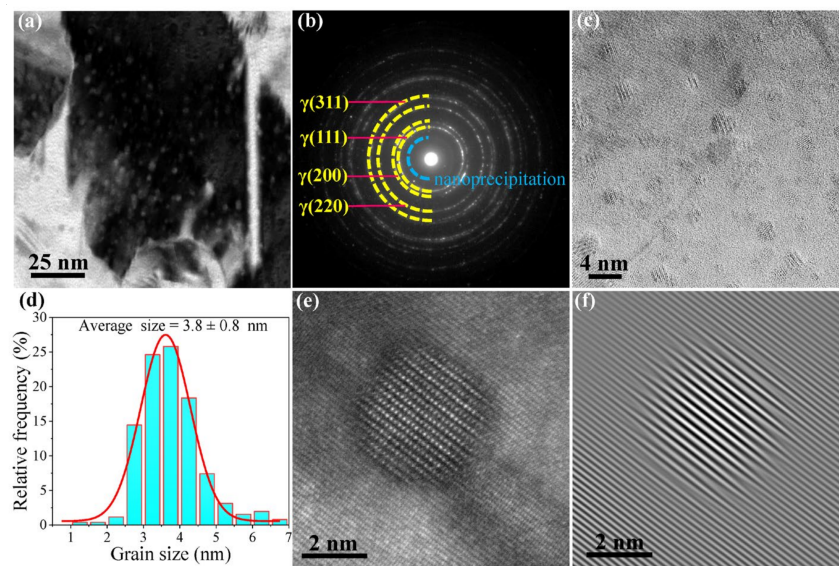 (a)
25 nm
(b)
γ(311)
γ(111)
γ(200)
γ(220)
nanoprecipitation
(c)
4 nm
(d)
Average size = 3.8 ± 0.8 nm
Relative frequency (%)
30
25
20
15
10
5
0
1 2 3 4 5 6 7
Grain size (nm)
(e)
2 nm
(f)
2 nm